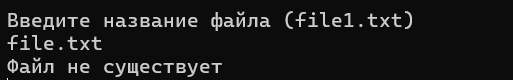 Введите название файла (file1.txt)
file.txt
Файл не существует